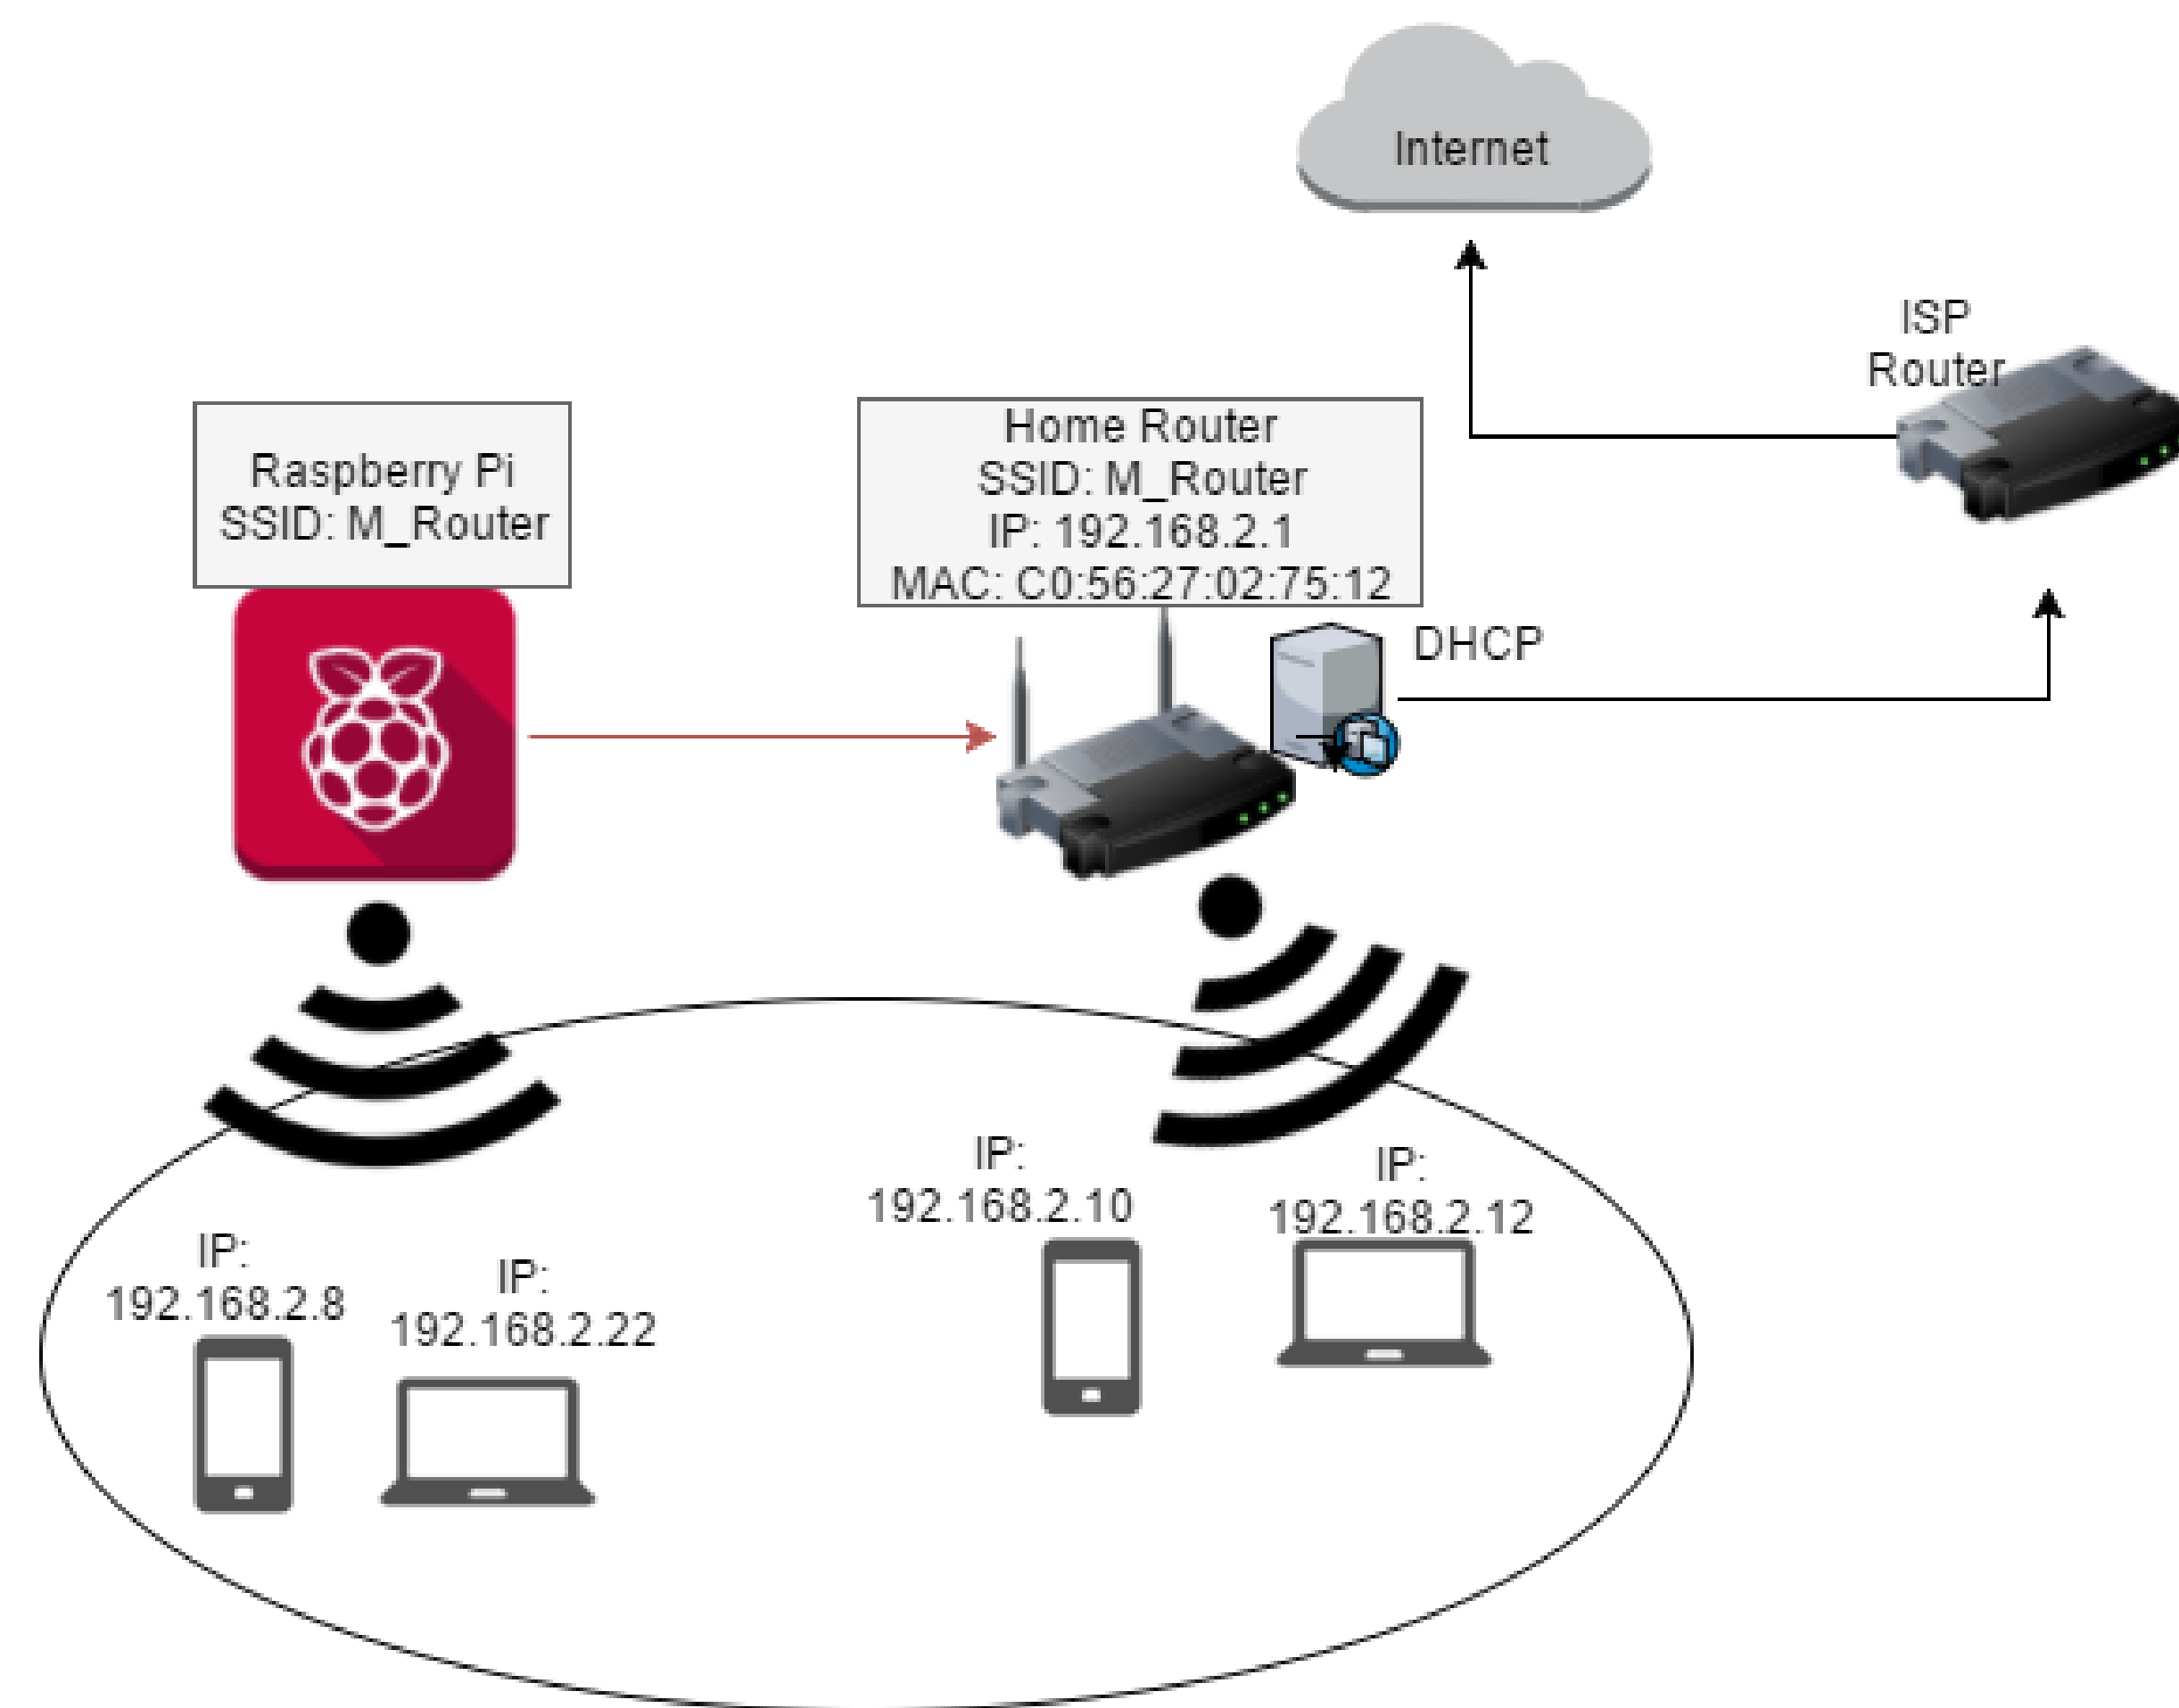 Internet
ISP
Router
Raspberry Pi
SSID: M_Router
Home Router
SSID: M_Router
IP: 192.168.2.1
MAC: C0:56:27:02:75:12
DHCP
IP:
192.168.2.10
IP:
192.168.2.12
IP:
192.168.2.8
IP:
192.168.2.22